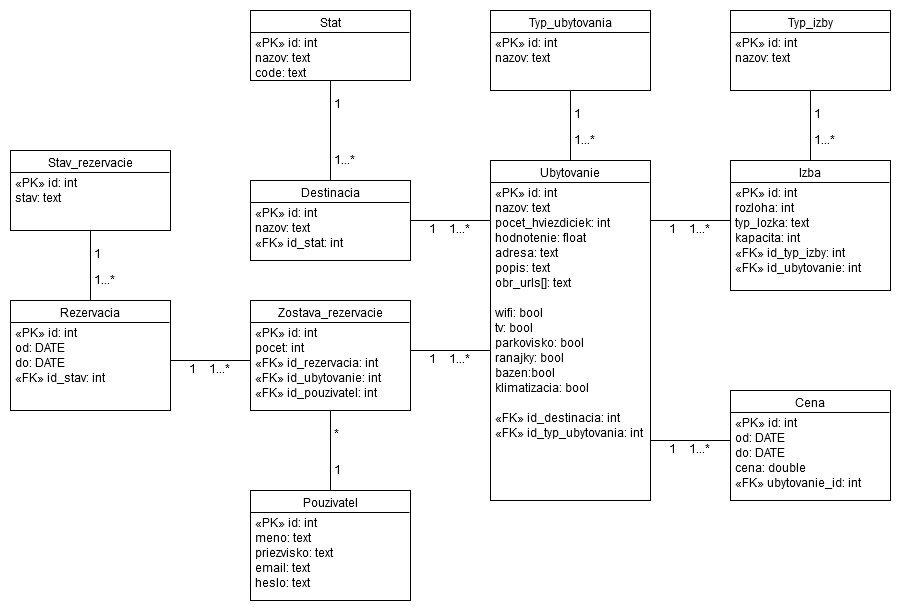 Stat
«PK» id: int
nazov: text
code: text
1
1...*
Typ_ubytovania
«PK» id: int
nazov: text
1
1...*
Typ_izby
«PK» id: int
nazov: text
1
1...*
Stav_rezervacie
«PK» id: int
stav: text
1
1...*
Destinacia
«PK» id: int
nazov: text
«FK» id_stat: int
1 1...*
Ubytovanie
«PK» id: int
nazov: text
pocet_hviezdiciek: int
hodnotenie: float
adresa: text
popis: text
obr_urls[]: text
wifi: bool
tv: bool
parkovisko: bool
ranajky: bool
bazen:bool
klimatizacia: bool
«FK» id_destinacia: int
«FK» id_typ_ubytovania: int
1 1...*
Izba
«PK» id: int
rozloha: int
typ_lozka: text
kapacita: int
«FK» id_typ_izby: int
«FK» id_ubytovanie: int
Rezervacia
«PK» id: int
od: DATE
do: DATE
«FK» id_stav: int
1 1...*
Zostava_rezervacie
«PK» id: int
pocet: int
«FK» id_rezervacia: int
«FK» id_ubytovanie: int
«FK» id_pouzivatel: int
1 1...*
*
1
Cena
«PK» id: int
od: DATE
do: DATE
cena: double
«FK» ubytovanie_id: int
1 1...*
Pouzivatel
«PK» id: int
meno: text
priezvisko: text
email: text
heslo: text